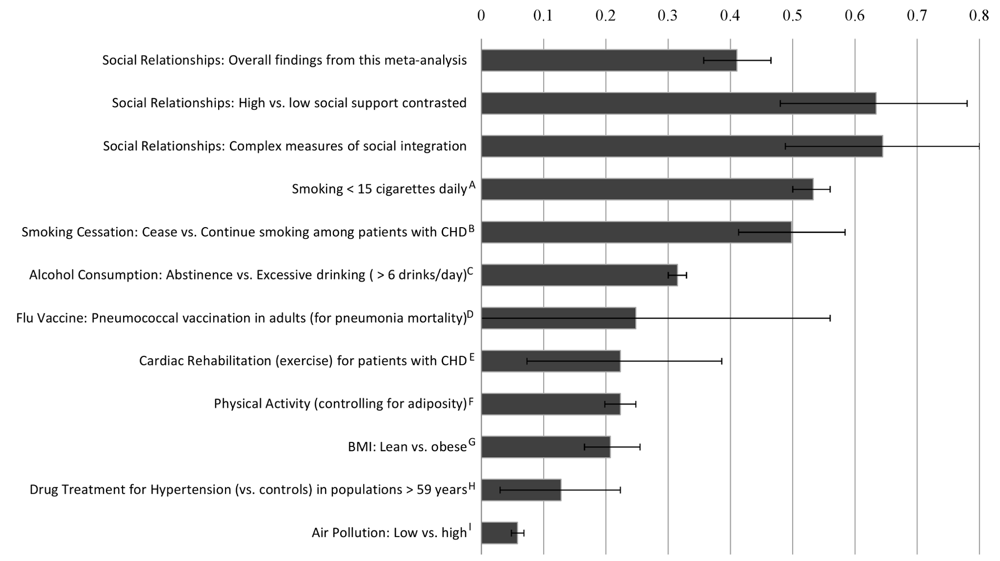 0 0.1 0.2 0.3 0.4 0.5 0.6 0.7 0.8
Social Relationships: Overall findings from this meta-analysis
Social Relationships: High vs. low social support contrasted
Social Relationships: Complex measures of social integration
Smoking < 15 cigarettes daily A
Smoking Cessation: Cease vs. Continue smoking among patients with CHD B
Alcohol Consumption: Abstinence vs. Excessive drinking ( > 6 drinks/day) C
Flu Vaccine: Pneumococcal vaccination in adults (for pneumonia mortality) D
Cardiac Rehabilitation (exercise) for patients with CHD E
Physical Activity (controlling for adiposity) F
BMI: Lean vs. obese G
Drug Treatment for Hypertension (vs. controls) in populations > 59 years H
Air Pollution: Low vs. high I